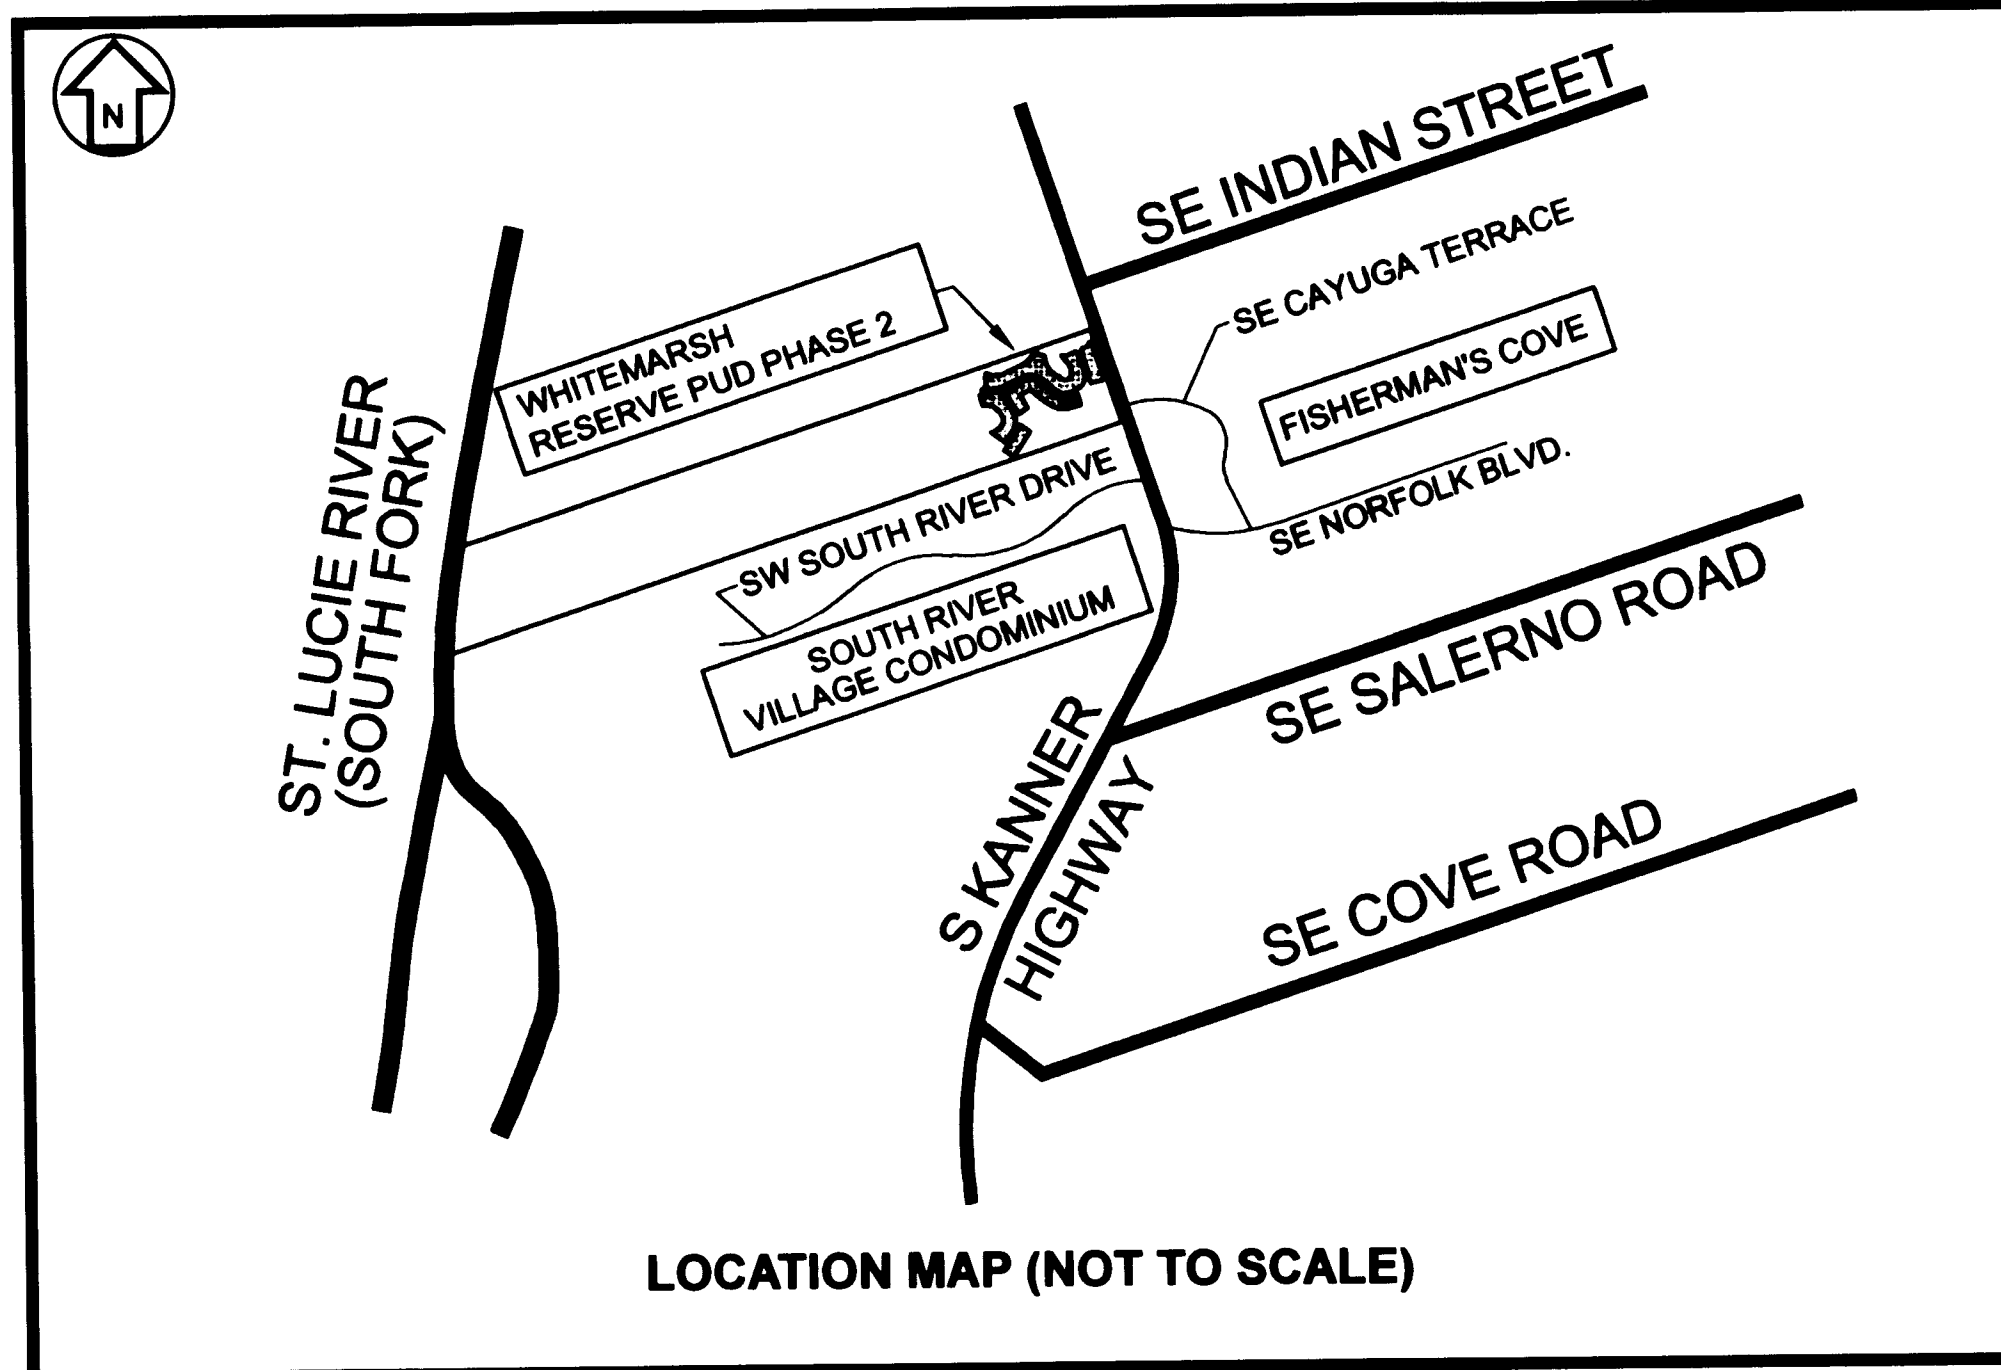 N
SE INDIAN STREET
SE CAYUGA TERRACE
WHITEMARSH
RESERVE PUD PHASE 2
FISHERMAN'S COVE
ST. LUCIE RIVER
(SOUTH FORK)
SW SOUTH RIVER DRIVE
SE NORFOLK BLVD.
SOUTH RIVER
VILLAGE CONDOMINIUM
SE SALERNO ROAD
S KANNER
HIGHWAY
SE COVE ROAD
LOCATION MAP (NOT TO SCALE)